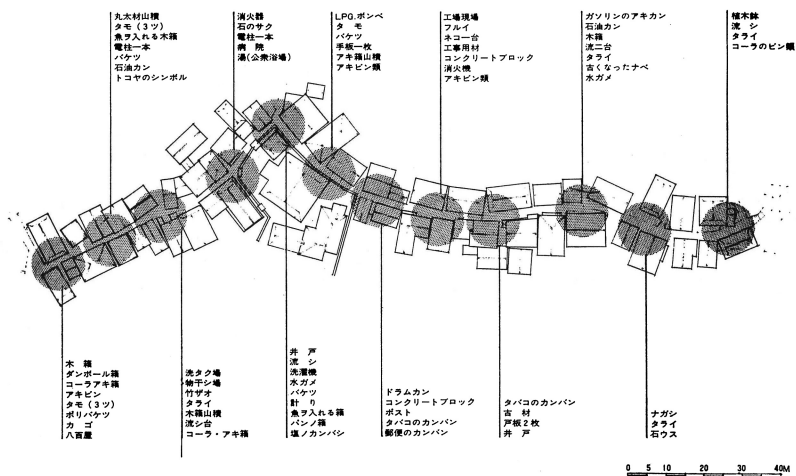 丸太材山積
タモ（３ツ）
魚ヲ入れる木箱
電柱一本
バケツ
石油カン
トコヤのシンボル
消火器
石のサク
電柱一本
病　院
湯(公衆浴場)
LPG.ボンベ
タ　モ
バケツ
手板一枚
アキ箱山積
アキビン類
工場現場
フルイ
ネコ一台
工事用材
コンクリートブロック
消火機
アキビン類
ガソリンのアキカン
石油カン
木箱
流二台
タライ
古くなったナベ
水ガメ
植木鉢
流　シ
タライ
コーラのビン類
木　箱
ダンボール箱
コーラアキ箱
アキビン
タモ（３ツ）
ポリバケツ
カ　ゴ
八百屋
洗タク場
物干シ場
竹ザオ
タライ
木箱山積
流シ台
コーラ・アキ箱
井　戸
流　シ
洗濯機
水ガメ
バケツ
計　り
魚ヲ入れる箱
パンノ箱
塩ノカンバシ
ドラムカン
コンクリートブロック
ポスト
タバコのカンバン
郵便のカンバン
タバコのカンバン
古　材
戸板２枚
井　戸
ナガシ
タライ
石ウス
0 5 10 20 30 40M